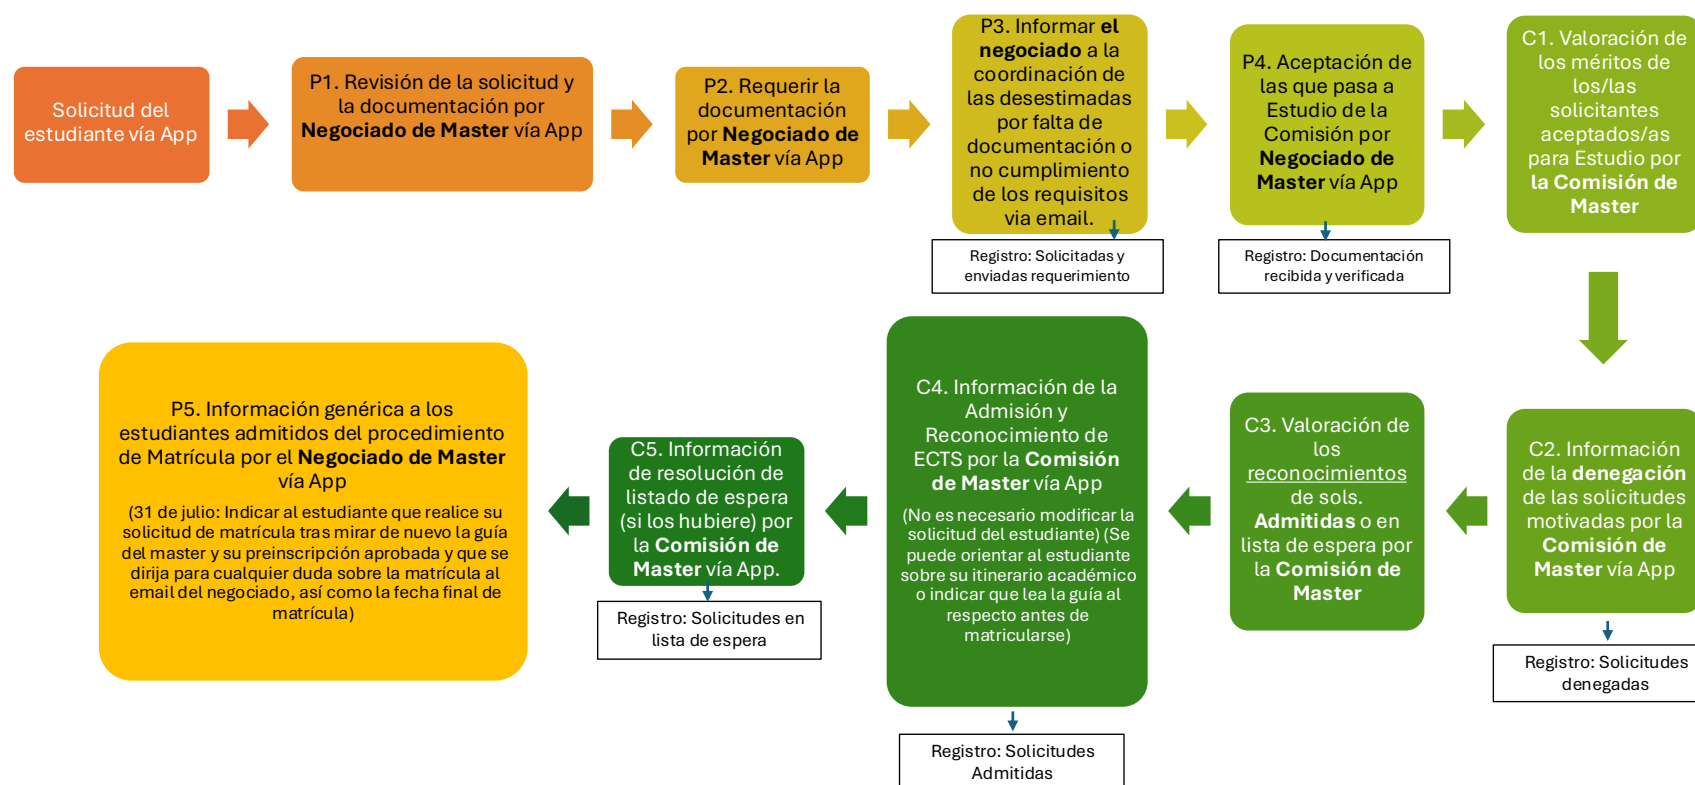 Solicitud del
estudiante vía App
P1. Revisión de la solicitud y
la documentación por
Negociado de Master vía App
P2. Requerir la
documentación
por Negociado de
Master vía App
P3. Informar el
negociado a la
coordinación de
las desestimadas
por falta de
documentación o
no cumplimiento
de los requisitos
via email.
Registro: Solicitadas y
enviadas requerimiento
P4. Aceptación de
las que pasa a
Estudio de la
Comisión por
Negociado de
Master vía App
Registro: Documentación
recibida y verificada
C1. Valoración de
los méritos de
los/las
solicitantes
aceptados/as
para Estudio por
la Comisión de
Master
C2. Información
de la denegación
de las solicitudes
motivadas por la
Comisión de
Master vía App
Registro: Solicitudes
denegadas
C3. Valoración de
los
reconocimientos
de sols.
Admitidas o en
lista de espera por
la Comisión de
Master
C4. Información de la
Admisión y
Reconocimiento de
ECTS por la Comisión
de Master vía App
(No es necesario modificar la
solicitud del estudiante) (Se
puede orientar al estudiante
sobre su itinerario académico
o indicar que lea la guía al
respecto antes de
matricularse)
Registro: Solicitudes
Admitidas
C5. Información
de resolución de
listado de espera
(si los hubiere) por
la Comisión de
Master vía App.
Registro: Solicitudes en
lista de espera
P5. Información genérica a los
estudiantes admitidos del procedimiento
de Matrícula por el Negociado de Master
vía App
(31 de julio: Indicar al estudiante que realice su
solicitud de matrícula tras mirar de nuevo la guía
del master y su preinscripción aprobada y que se
dirija para cualquier duda sobre la matrícula al
email del negociado, así como la fecha final de
matrícula)